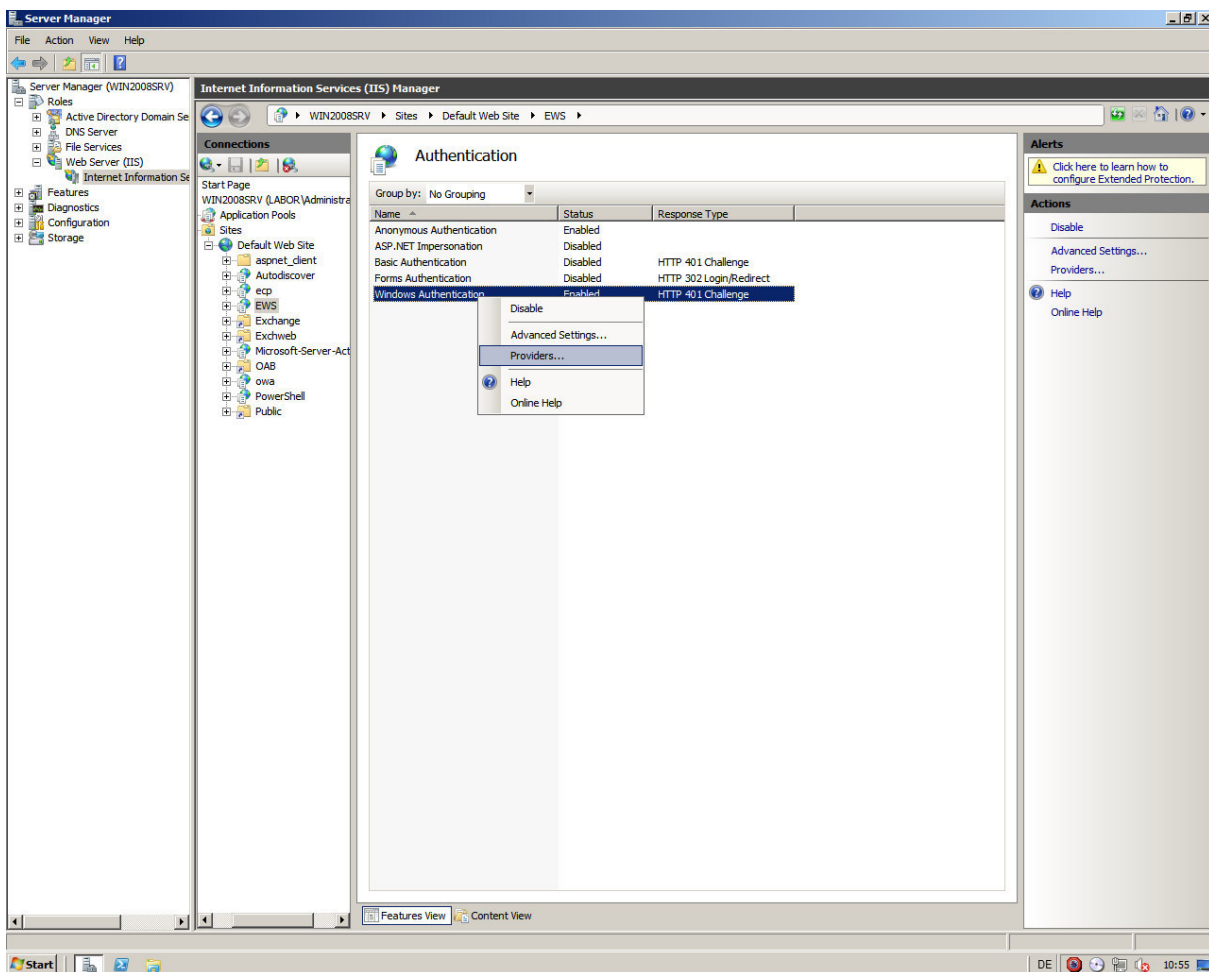 Server Manager
File Action View Help
Server Manager (WIN2008SRV)
Roles
Active Directory Domain Se
DNS Server
File Services
Web Server (IIS)
Internet Information Se
Features
Diagnostics
Configuration
Storage
Internet Information Services (IIS) Manager
WIN2008SRV Sites Default Web Site EWS
Connections
Start Page
WIN2008SRV (LABOR\Administra
Application Pools
Sites
Default Web Site
aspnet_client
Autodiscover
ecp
EWS
Exchange
Exchweb
Microsoft-Server-Act
OAB
owa
PowerShell
Public
Authentication
Group by: No Grouping
Name Status Response Type
Anonymous Authentication Enabled
ASP.NET Impersonation Disabled
Basic Authentication Disabled HTTP 401 Challenge
Forms Authentication Disabled HTTP 302 Login/Redirect
Windows Authentication Enabled HTTP 401 Challenge
Disable
Advanced Settings...
Providers...
Help
Online Help
Features View Content View
Alerts
Click here to learn how to
configure Extended Protection.
Actions
Disable
Advanced Settings...
Providers...
Help
Online Help
Start
DE 10:55